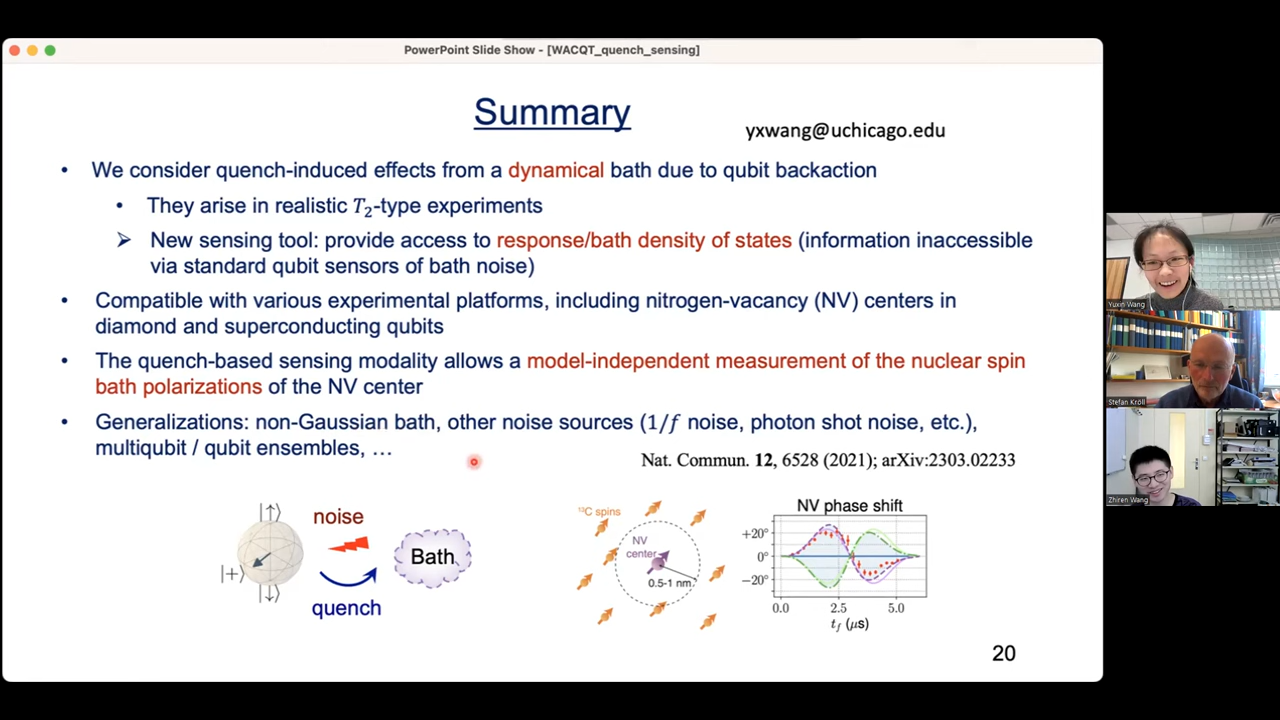 PowerPoint Slide Show - [WACQT_quench_sensing]
Summary
yxwang@uchicago.edu
• We consider quench-induced effects from a dynamical bath due to qubit backaction
• They arise in realistic T₂-type experiments
➢ New sensing tool: provide access to response/bath density of states (information inaccessible
via standard qubit sensors of bath noise)
• Compatible with various experimental platforms, including nitrogen-vacancy (NV) centers in
diamond and superconducting qubits
• The quench-based sensing modality allows a model-independent measurement of the nuclear spin
bath polarizations of the NV center
• Generalizations: non-Gaussian bath, other noise sources (1/f noise, photon shot noise, etc.),
multiqubit / qubit ensembles, …
Nat. Commun. 12, 6528 (2021); arXiv:2303.02233
|↑⟩
|+⟩
|↓⟩
noise
quench
Bath
¹³C spins
NV
center
0.5-1 nm
NV phase shift
+20°
0°
−20°
0.0 2.5 5.0
t_f (μs)
20
Yuxin Wang
Stefan Kröll
Zhiren Wang